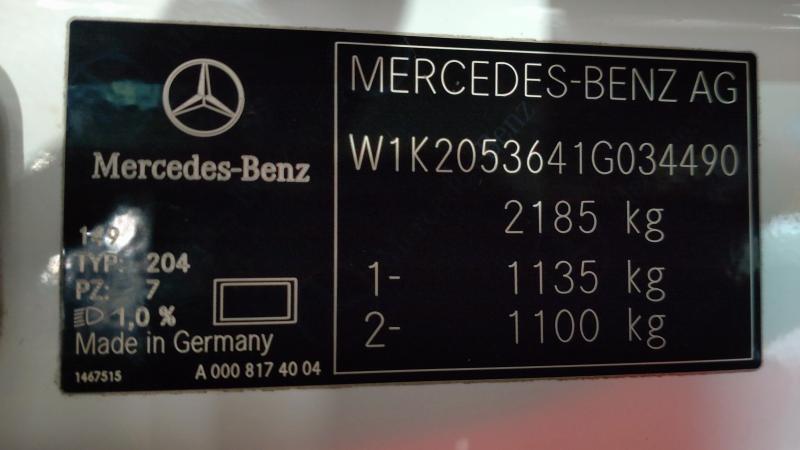 Mercedes-Benz
149
TYP: 204
PZ: 7
1,0 %
Made in Germany
1467515
A 000 817 40 04
MERCEDES-BENZ AG
W1K2053641G034490
2185 kg
1- 1135 kg
2- 1100 kg